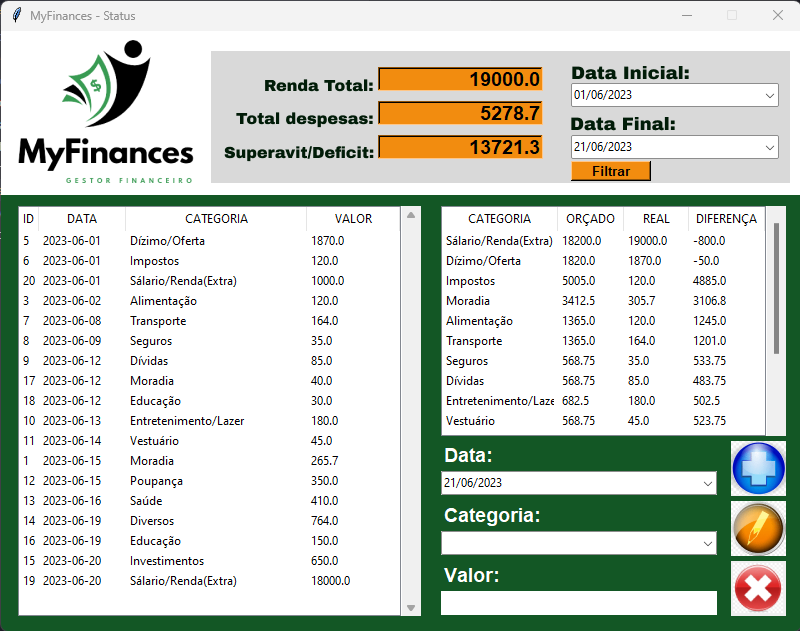 MyFinances - Status
$
MyFinances
GESTOR FINANCEIRO
Renda Total: 19000.0
Total despesas: 5278.7
Superavit/Deficit: 13721.3
Data Inicial:
01/06/2023
Data Final:
21/06/2023
Filtrar
ID DATA CATEGORIA VALOR
5 2023-06-01 Dízimo/Oferta 1870.0
6 2023-06-01 Impostos 120.0
20 2023-06-01 Sálario/Renda(Extra) 1000.0
3 2023-06-02 Alimentação 120.0
7 2023-06-08 Transporte 164.0
8 2023-06-09 Seguros 35.0
9 2023-06-12 Dívidas 85.0
17 2023-06-12 Moradia 40.0
18 2023-06-12 Educação 30.0
10 2023-06-13 Entretenimento/Lazer 180.0
11 2023-06-14 Vestuário 45.0
1 2023-06-15 Moradia 265.7
12 2023-06-15 Poupança 350.0
13 2023-06-16 Saúde 410.0
14 2023-06-19 Diversos 764.0
16 2023-06-19 Educação 150.0
15 2023-06-20 Investimentos 650.0
19 2023-06-20 Sálario/Renda(Extra) 18000.0
CATEGORIA ORÇADO REAL DIFERENÇA
Sálario/Renda(Extra) 18200.0 19000.0 -800.0
Dízimo/Oferta 1820.0 1870.0 -50.0
Impostos 5005.0 120.0 4885.0
Moradia 3412.5 305.7 3106.8
Alimentação 1365.0 120.0 1245.0
Transporte 1365.0 164.0 1201.0
Seguros 568.75 35.0 533.75
Dívidas 568.75 85.0 483.75
Entretenimento/Laze 682.5 180.0 502.5
Vestuário 568.75 45.0 523.75
Data:
21/06/2023
Categoria:
Valor: